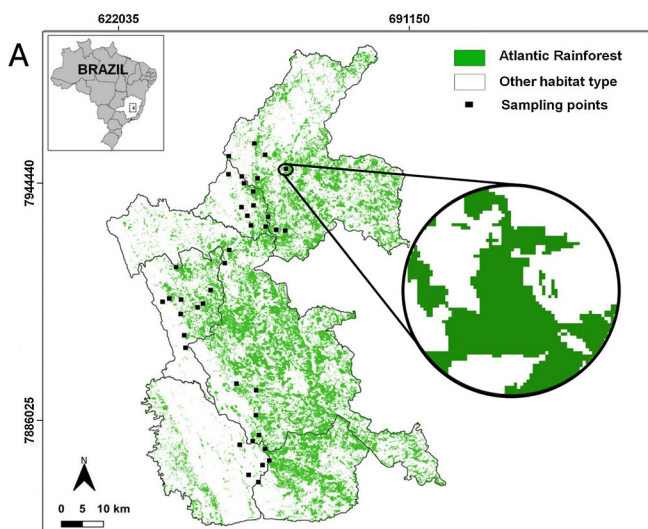 622035 691150
A
BRAZIL
Atlantic Rainforest
Other habitat type
Sampling points
7944440
7886025
N
0 5 10 km